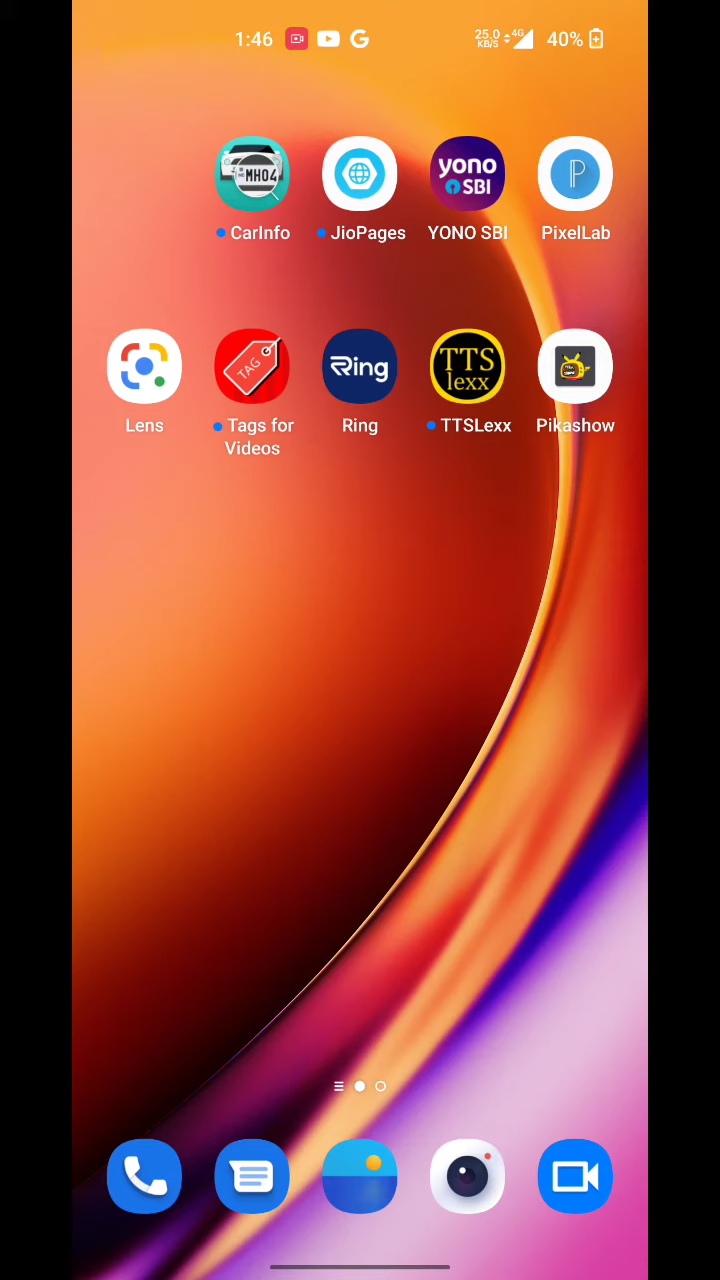 1:46
25.0
KB/S
4G
40%
MH04
yono
SBI
P
CarInfo
JioPages
YONO SBI
PixelLab
TAG
Ring
TTS
lexx
Lens
Tags for
Videos
Ring
TTSLexx
Pikashow